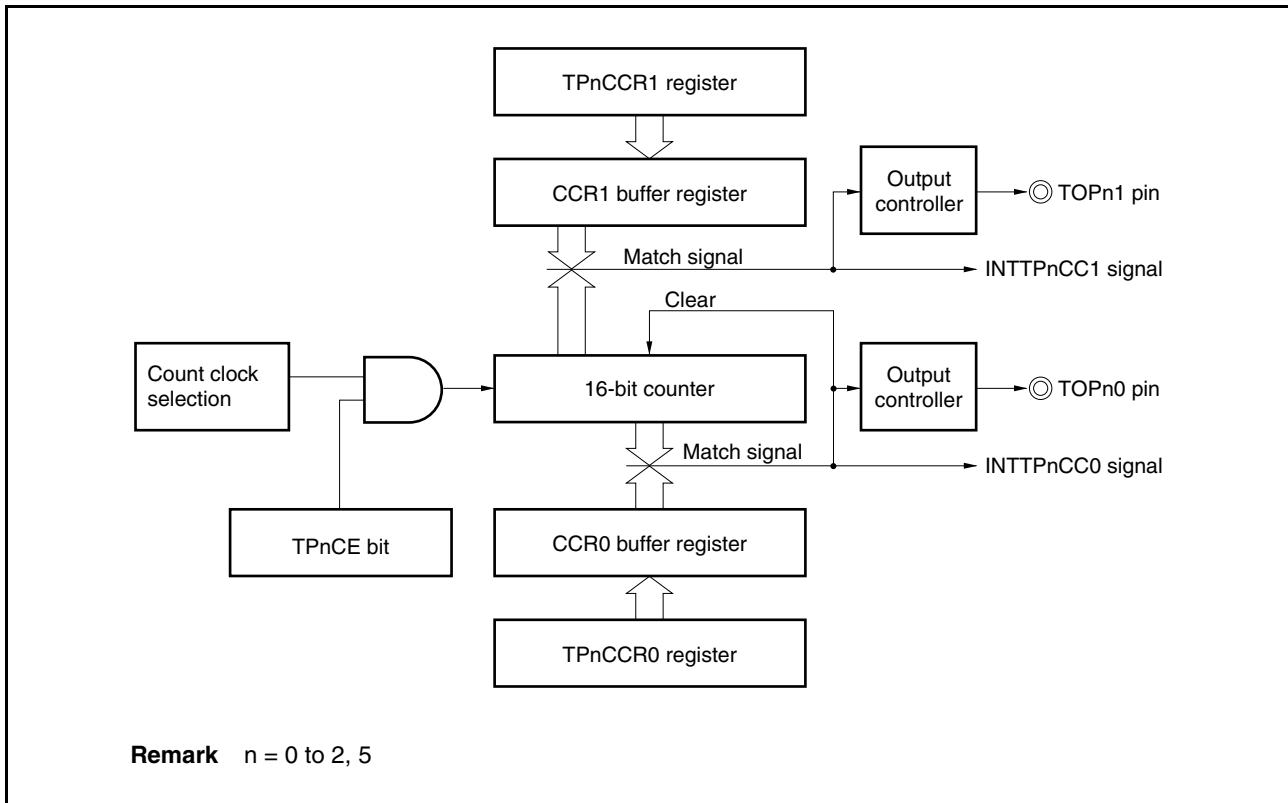 TPnCCR1 register
CCR1 buffer register
Output
controller
TOPn1 pin
Match signal
INTTPnCC1 signal
Clear
Count clock
selection
16-bit counter
Output
controller
TOPn0 pin
Match signal
INTTPnCC0 signal
TPnCE bit
CCR0 buffer register
TPnCCR0 register
Remark n = 0 to 2, 5